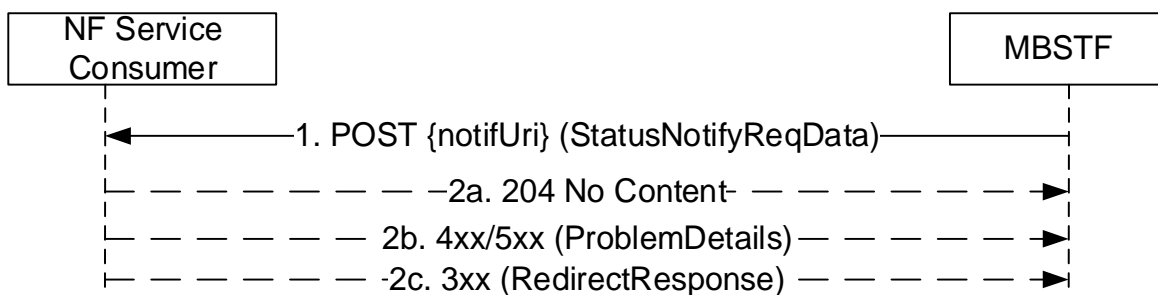 NF Service
Consumer
MBSTF
1. POST {notifUri} (StatusNotifyReqData)
2a. 204 No Content
2b. 4xx/5xx (ProblemDetails)
2c. 3xx (RedirectResponse)